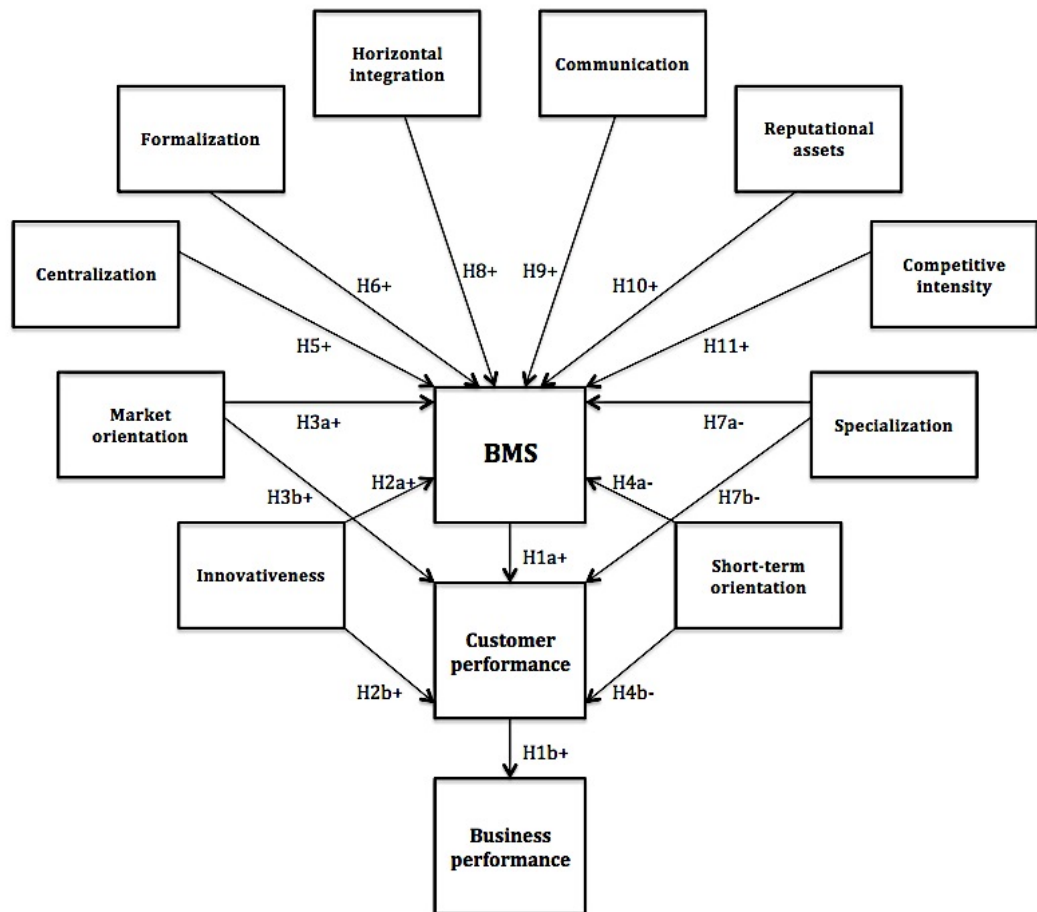 Horizontal
integration
Communication
Formalization
Reputational
assets
Centralization
Competitive
intensity
H8+
H9+
H6+
H10+
H5+
H11+
Market
orientation
H3a+
BMS
H7a-
Specialization
H2a+
H4a-
H3b+
H7b-
Innovativeness
H1a+
Short-term
orientation
Customer
performance
H2b+
H4b-
H1b+
Business
performance